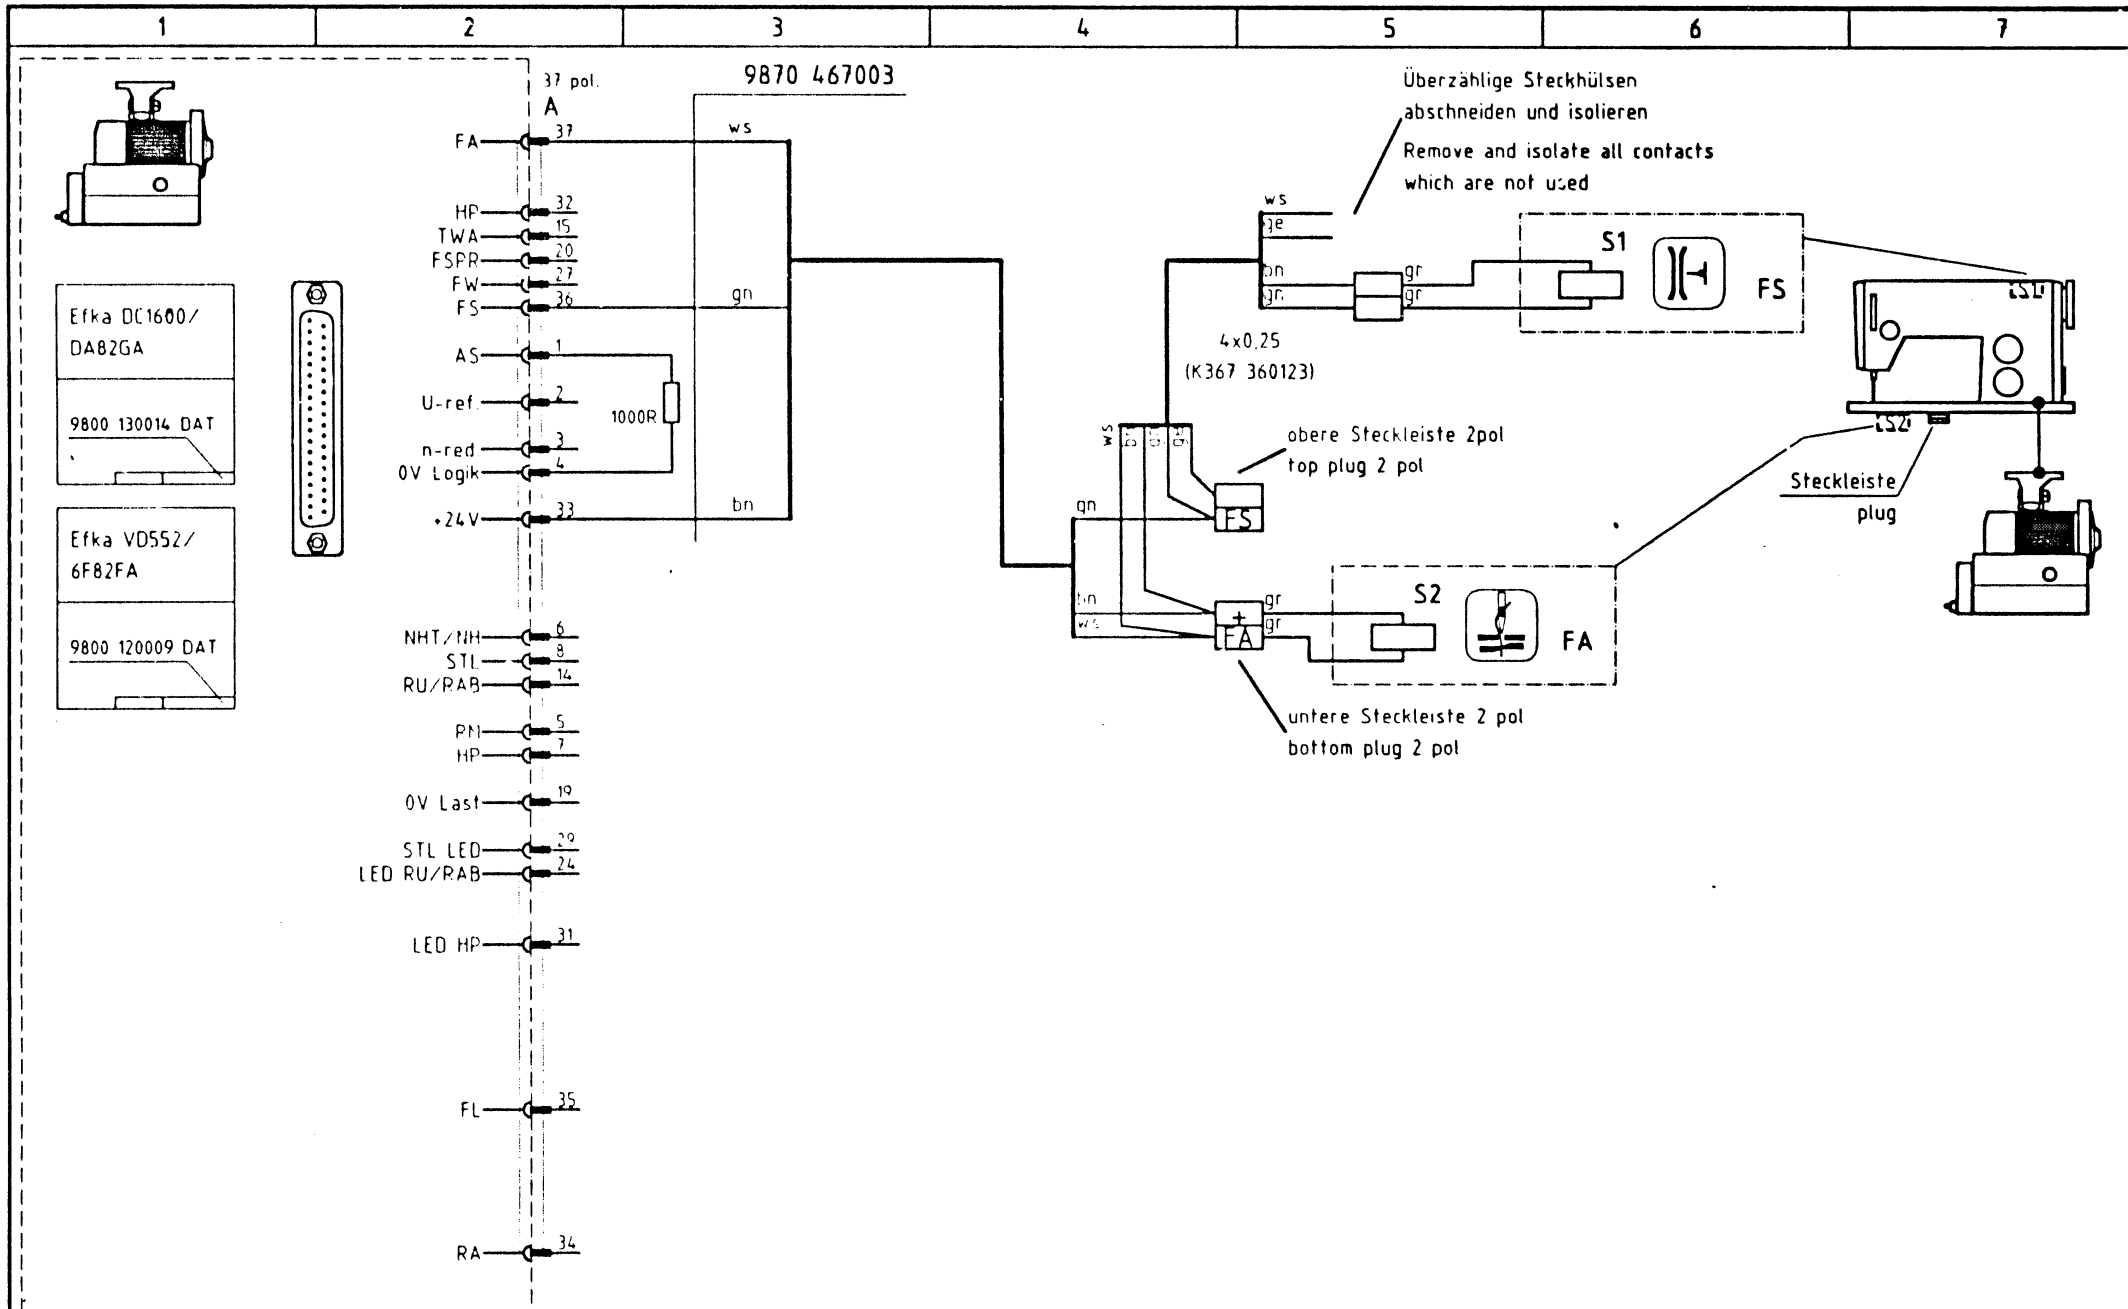 1 2 3 4 5 6 7
37 pol.
A
9870 467003
FA 37 ws
HP 32
TWA 15
FSPR 20
FW 27
FS 36 gn
AS 1
U-ref. 2
1000R
n-red 3
0V Logik 4
+24V 33 bn
NHT/NH 6
STL 8
RU/RAB 14
PN 5
HP 7
0V Last 19
STL LED 29
LED RU/RAB 24
LED HP 31
FL 35
RA 34
Efka DC1600/
DA82GA
9800 130014 DAT
Efka VD552/
6F82FA
9800 120009 DAT
Überzählige Steckhülsen
abschneiden und isolieren
Remove and isolate all contacts
which are not used
ws
ge
bn
gn
gr
gr
S1
FS
4x0,25
(K367 360123)
ws
obere Steckleiste 2pol
top plug 2 pol
gn
FS
bn
ws
+
FA
gr
gr
S2
FA
untere Steckleiste 2 pol
bottom plug 2 pol
S1
S2
Steckleiste
plug